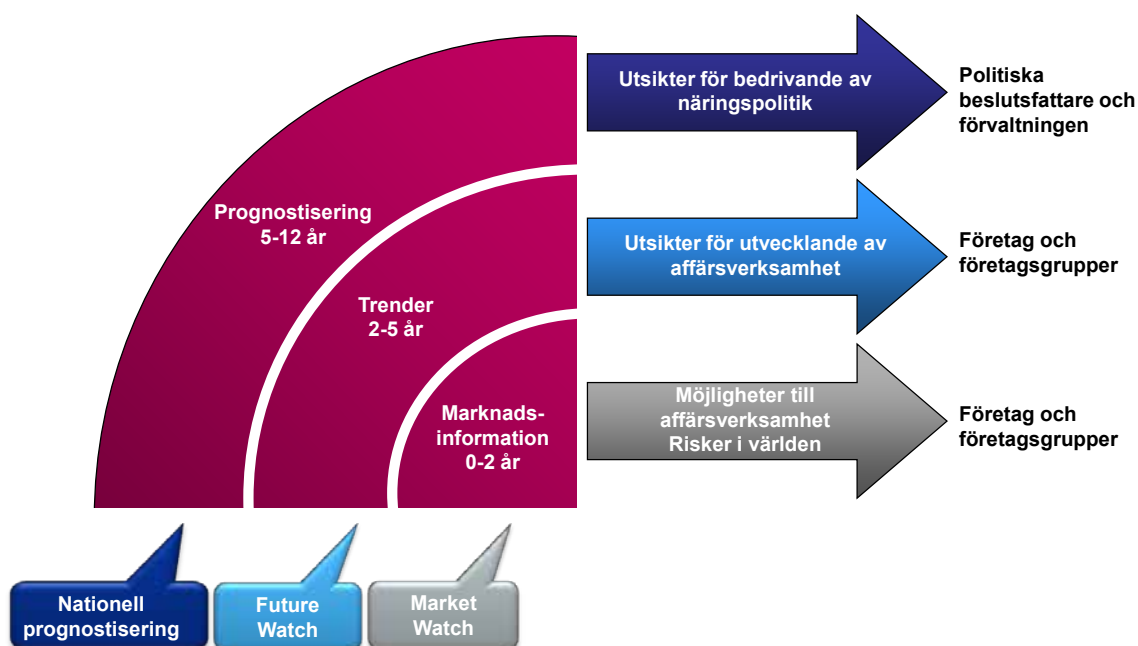 Utsikter för bedrivande av
näringspolitik
Politiska
beslutsfattare och
förvaltningen
Prognostisering
5-12 år
Utsikter för utvecklande av
affärsverksamhet
Företag och
företagsgrupper
Trender
2-5 år
Marknads-
information
0-2 år
Möjligheter till
affärsverksamhet
Risker i världen
Företag och
företagsgrupper
Nationell
prognostisering
Future
Watch
Market
Watch